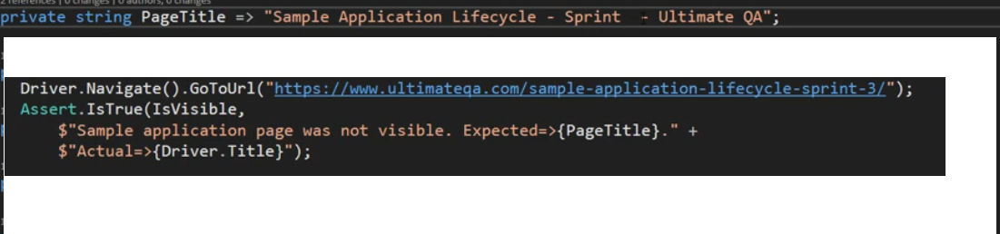 2 references | 0 changes | 0 authors, 0 changes
private string PageTitle => "Sample Application Lifecycle - Sprint  - Ultimate QA";
Driver.Navigate().GoToUrl("https://www.ultimateqa.com/sample-application-lifecycle-sprint-3/");
Assert.IsTrue(IsVisible,
$"Sample application page was not visible. Expected=>{PageTitle}." +
$"Actual=>{Driver.Title}");